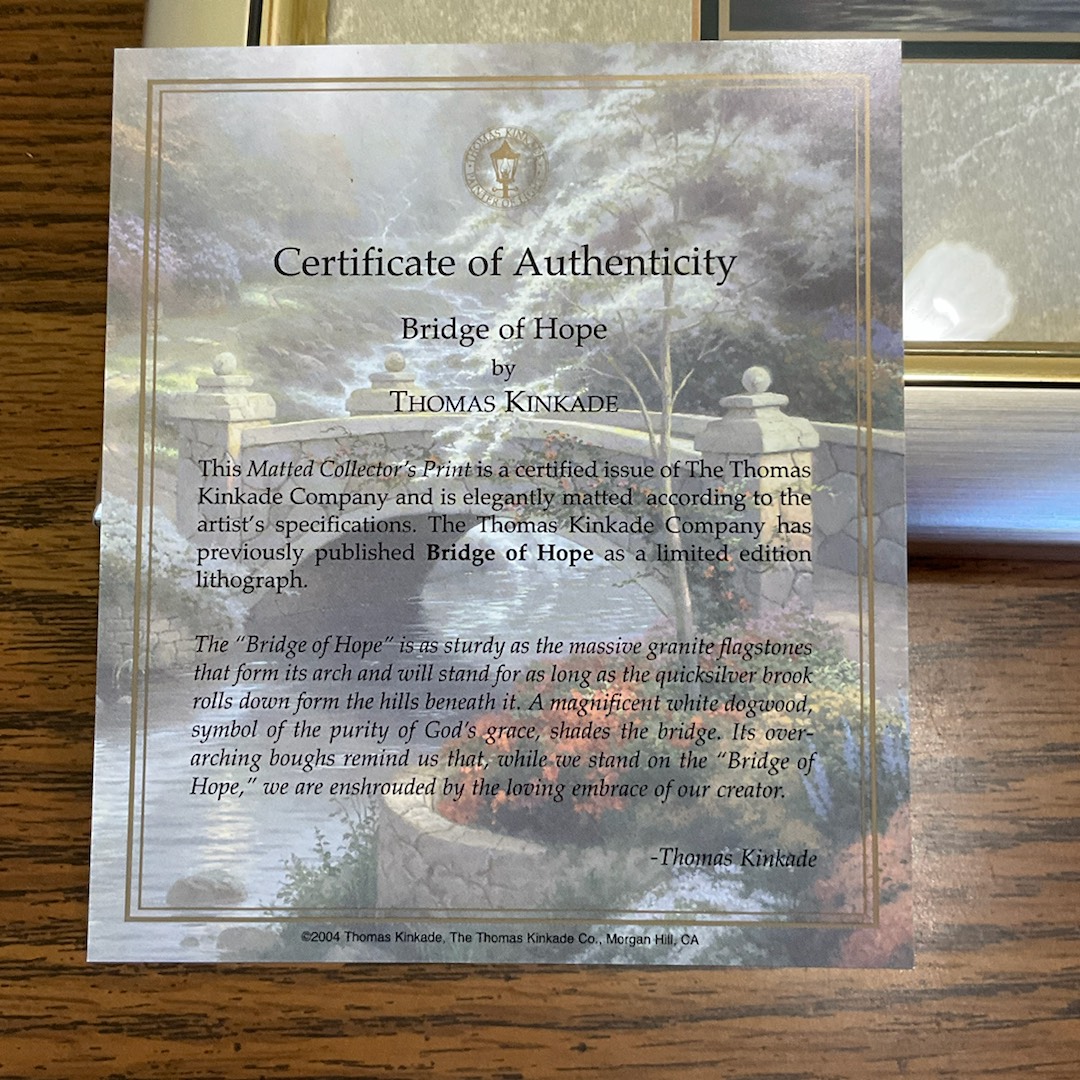 THOMAS KINKADE
PAINTER OF LIGHT
Certificate of Authenticity
Bridge of Hope
by
THOMAS KINKADE
This Matted Collector's Print is a certified issue of The Thomas
Kinkade Company and is elegantly matted according to the
artist's specifications. The Thomas Kinkade Company has
previously published Bridge of Hope as a limited edition
lithograph.
The "Bridge of Hope" is as sturdy as the massive granite flagstones
that form its arch and will stand for as long as the quicksilver brook
rolls down form the hills beneath it. A magnificent white dogwood,
symbol of the purity of God's grace, shades the bridge. Its over-
arching boughs remind us that, while we stand on the "Bridge of
Hope," we are enshrouded by the loving embrace of our creator.
-Thomas Kinkade
©2004 Thomas Kinkade, The Thomas Kinkade Co., Morgan Hill, CA